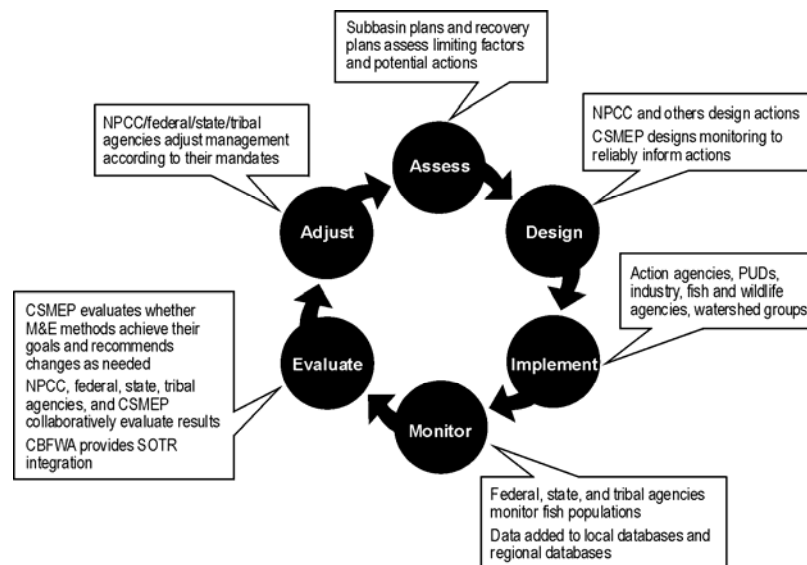 Subbasin plans and recovery
plans assess limiting factors
and potential actions
NPCC/federal/state/tribal
agencies adjust management
according to their mandates
NPCC and others design actions
CSMEP designs monitoring to
reliably inform actions
Assess
Adjust
Design
Action agencies, PUDs,
industry, fish and wildlife
agencies, watershed groups
CSMEP evaluates whether
M&E methods achieve their
goals and recommends
changes as needed
NPCC, federal, state, tribal
agencies, and CSMEP
collaboratively evaluate results
CBFWA provides SOTR
integration
Evaluate
Implement
Monitor
Federal, state, and tribal agencies
monitor fish populations
Data added to local databases and
regional databases